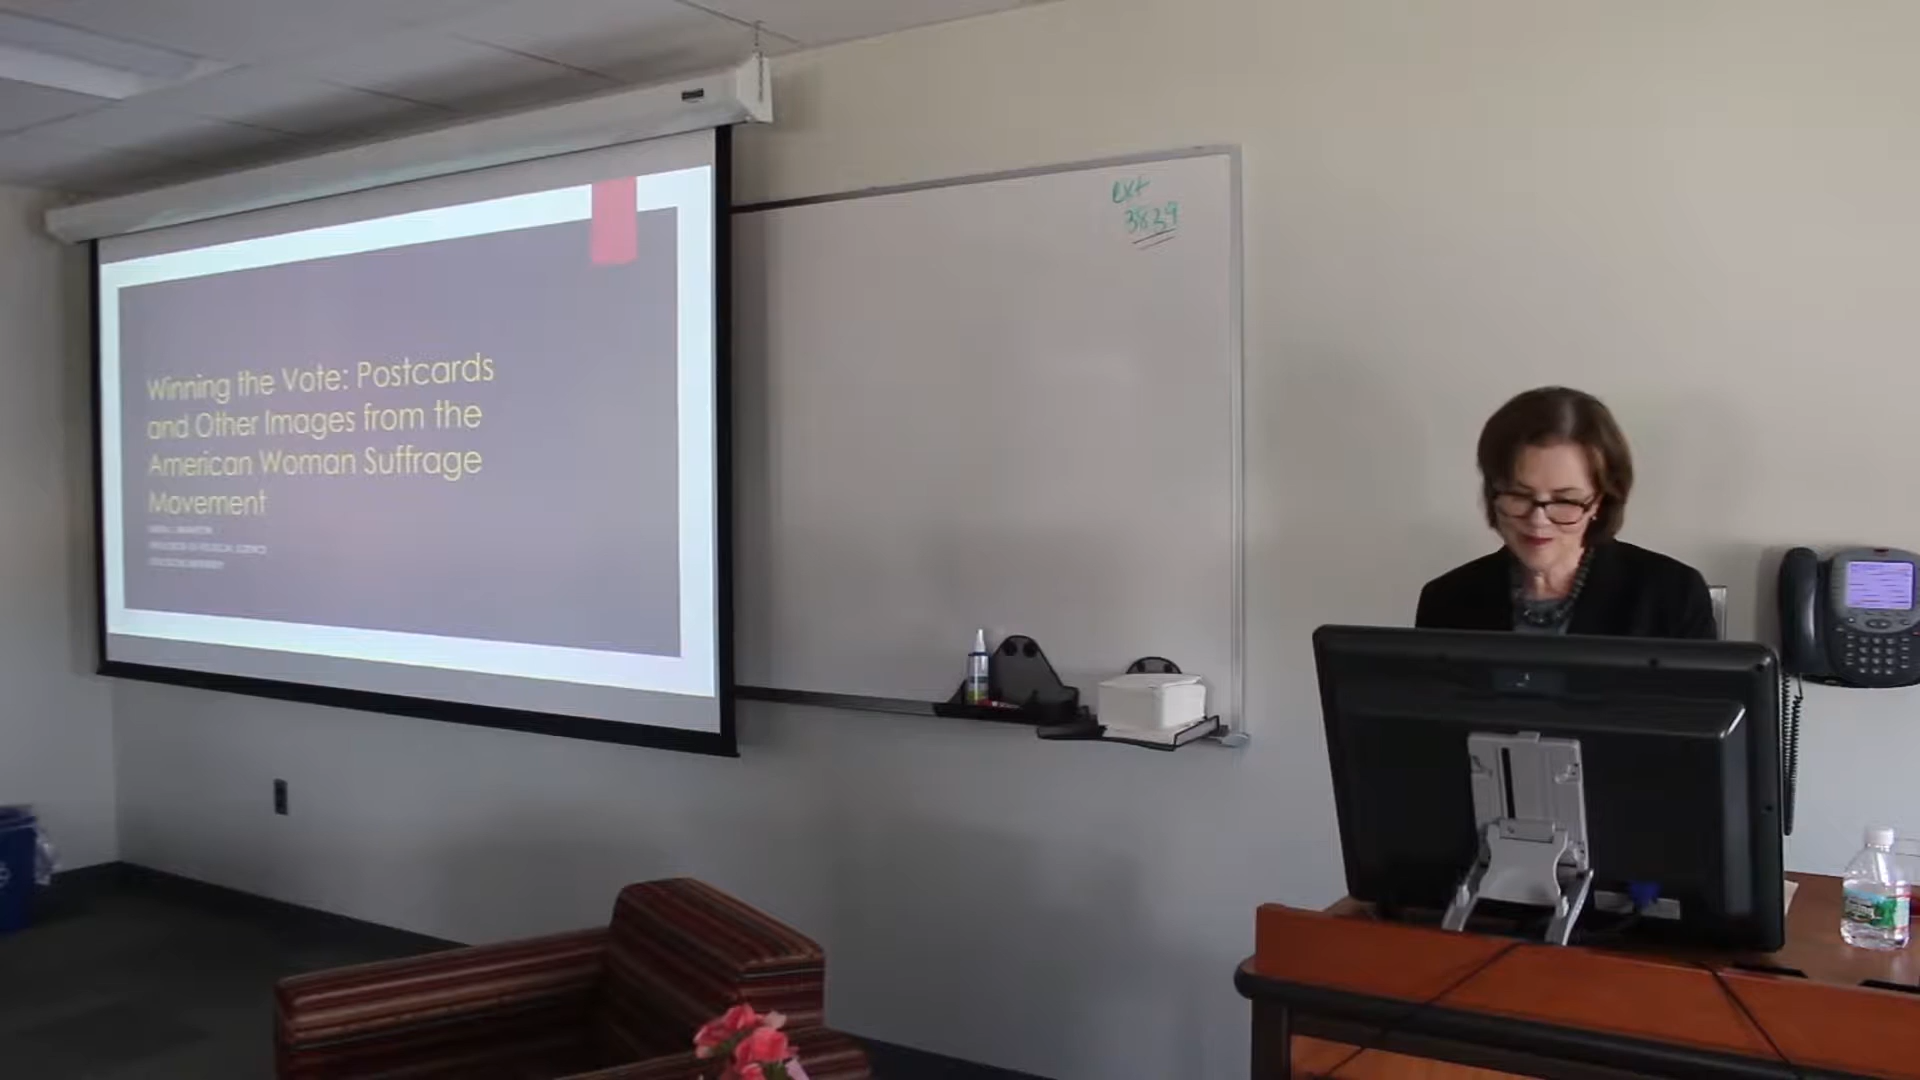 Winning the Vote: Postcards
and Other Images from the
American Woman Suffrage
Movement
ext
3829